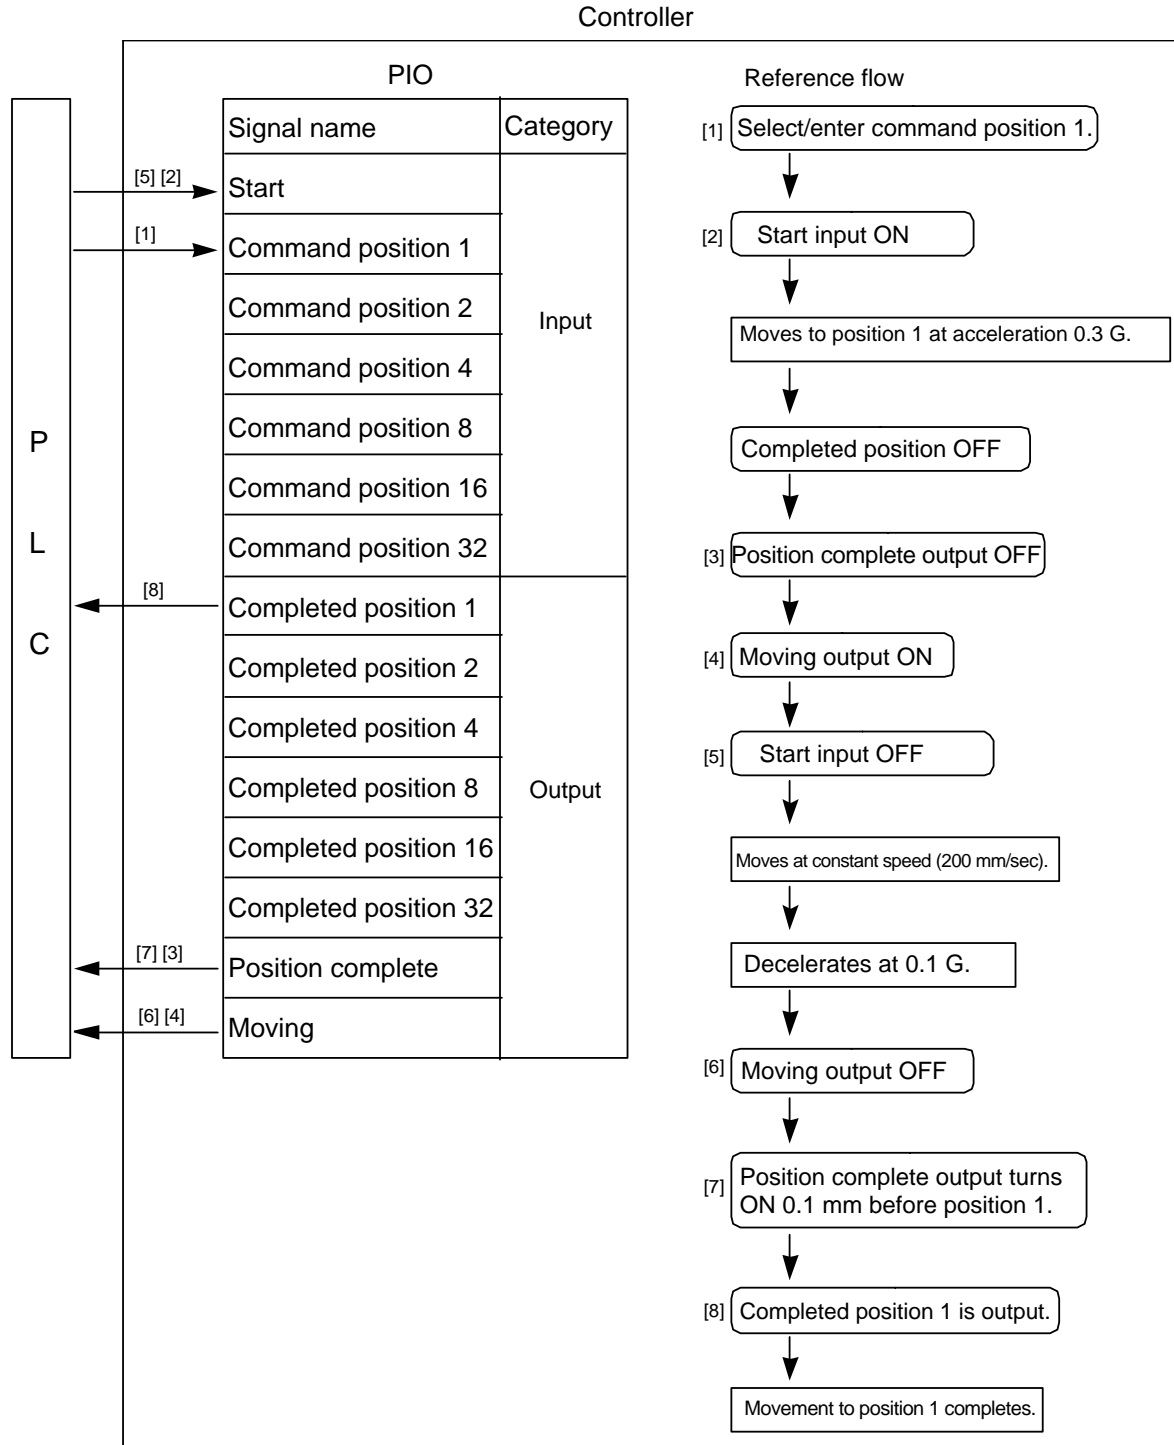 Controller
PIO
Signal name
Category
[5] [2]
Start
[1]
Command position 1
Command position 2
Input
Command position 4
Command position 8
Command position 16
Command position 32
P
L
C
[8]
Completed position 1
Completed position 2
Completed position 4
Completed position 8
Output
Completed position 16
Completed position 32
[7] [3]
Position complete
[6] [4]
Moving
Reference flow
[1]
Select/enter command position 1.
[2]
Start input ON
Moves to position 1 at acceleration 0.3 G.
Completed position OFF
[3]
Position complete output OFF
[4]
Moving output ON
[5]
Start input OFF
Moves at constant speed (200 mm/sec).
Decelerates at 0.1 G.
[6]
Moving output OFF
[7]
Position complete output turns
ON 0.1 mm before position 1.
[8]
Completed position 1 is output.
Movement to position 1 completes.